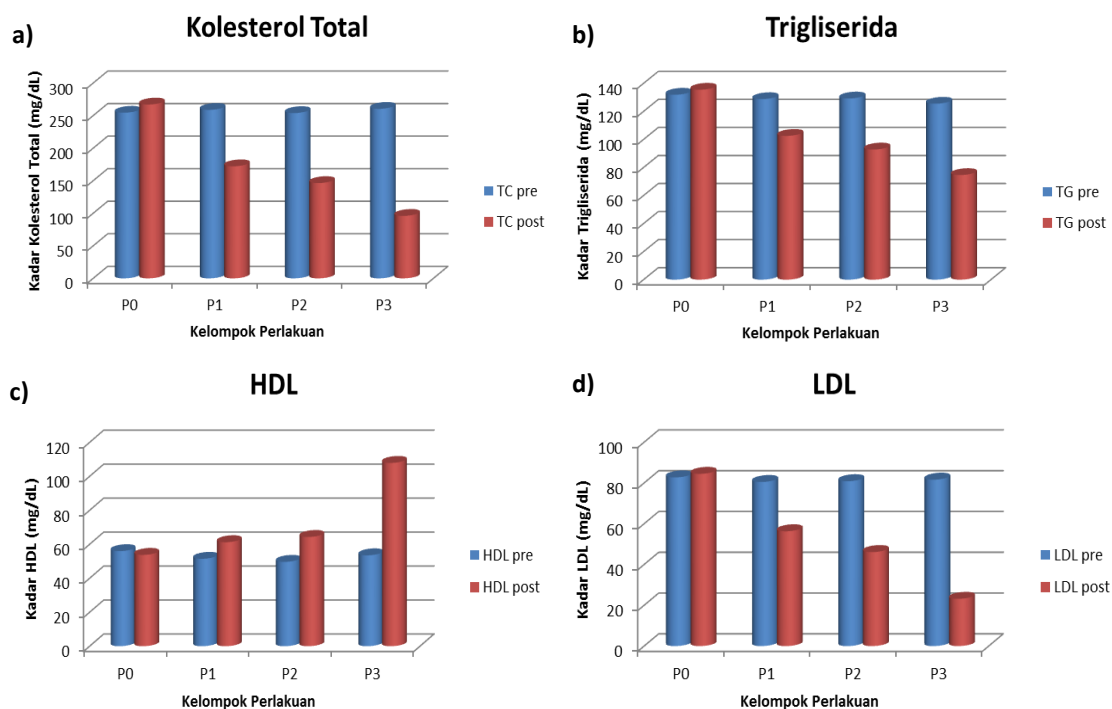 a)
Kolesterol Total
Kadar Kolesterol Total (mg/dL)
300
250
200
150
100
50
0
P0 P1 P2 P3
Kelompok Perlakuan
TC pre
TC post
b)
Trigliserida
Kadar Trigliserida (mg/dL)
140
120
100
80
60
40
20
0
P0 P1 P2 P3
Kelompok Perlakuan
TG pre
TG post
c)
HDL
Kadar HDL (mg/dL)
120
100
80
60
40
20
0
P0 P1 P2 P3
Kelompok Perlakuan
HDL pre
HDL post
d)
LDL
Kadar LDL (mg/dL)
100
80
60
40
20
0
P0 P1 P2 P3
Kelompok Perlakuan
LDL pre
LDL post